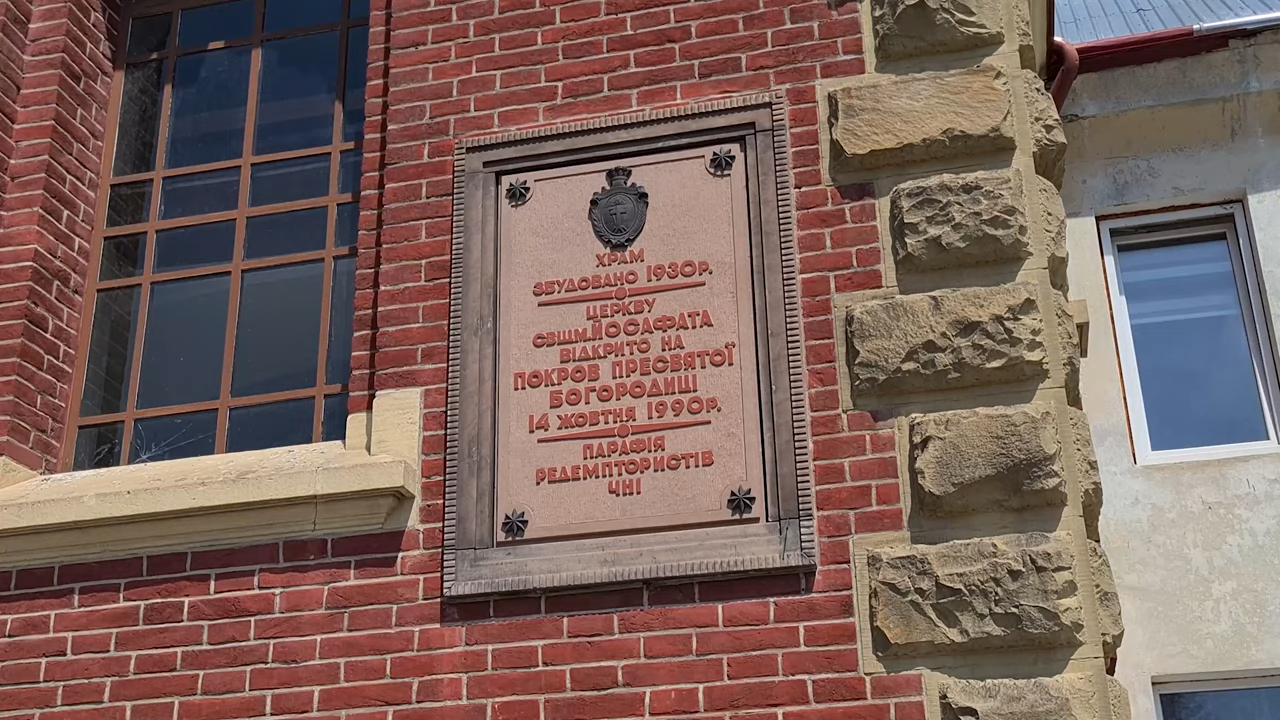 ХРАМ
ЗБУДОВАНО 1930Р.
ЦЕРКВУ
СВЩМ.ЙОСАФАТА
ВІДКРИТО НА
ПОКРОВ ПРЕСВЯТОЇ
БОГОРОДИЦІ
14 ЖОВТНЯ 1990Р.
ПАРАФІЯ
РЕДЕМПТОРИСТІВ
ЧНІ